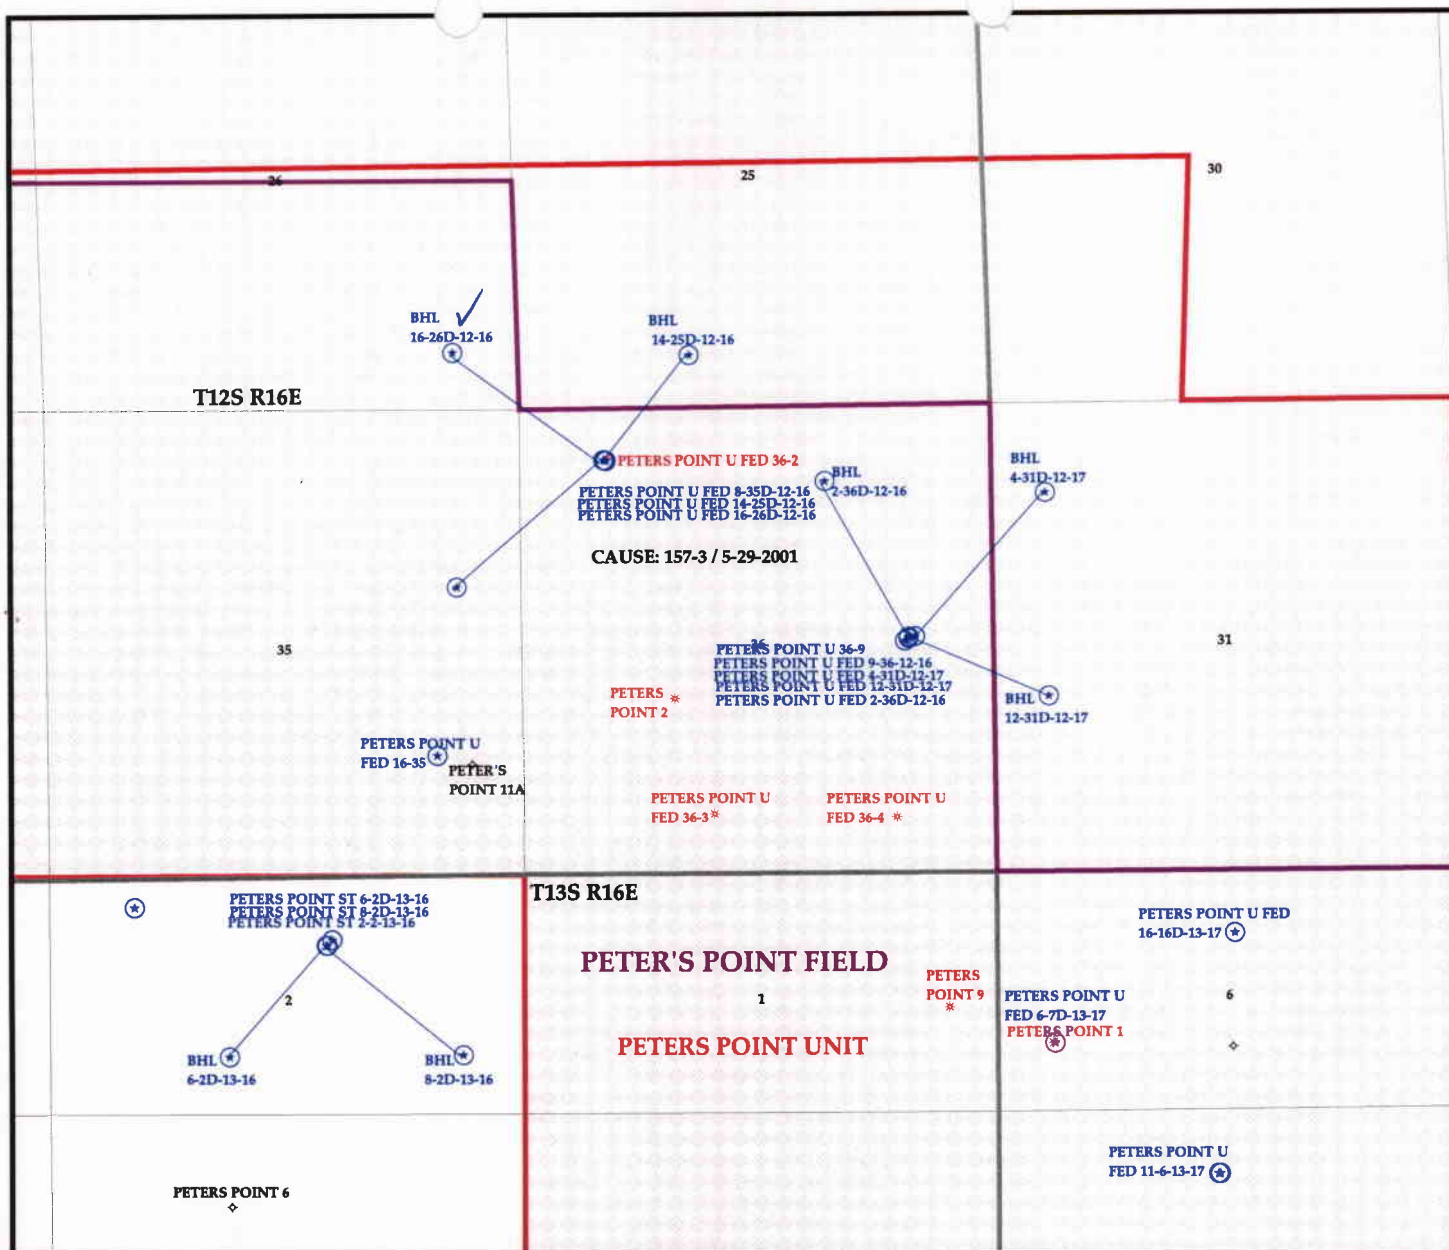 26
25
30
BHL
16-26D-12-16
BHL
14-25D-12-16
T12S R16E
PETERS POINT U FED 36-2
BHL
2-36D-12-16
BHL
4-31D-12-17
PETERS POINT U FED 8-35D-12-16
PETERS POINT U FED 14-25D-12-16
PETERS POINT U FED 16-26D-12-16
CAUSE: 157-3 / 5-29-2001
35
36
31
PETERS POINT U 36-9
PETERS POINT U FED 9-36-12-16
PETERS POINT U FED 4-31D-12-17
PETERS POINT U FED 12-31D-12-17
PETERS POINT U FED 2-36D-12-16
PETERS
POINT 2
BHL
12-31D-12-17
PETERS POINT U
FED 16-35
PETER'S
POINT 11A
PETERS POINT U
FED 36-3
PETERS POINT U
FED 36-4
T13S R16E
PETERS POINT ST 6-2D-13-16
PETERS POINT ST 8-2D-13-16
PETERS POINT ST 2-2-13-16
PETERS POINT U FED
16-16D-13-17
PETER'S POINT FIELD
PETERS
POINT 9
2
1
6
PETERS POINT U
FED 6-7D-13-17
PETERS POINT 1
PETERS POINT UNIT
BHL
6-2D-13-16
BHL
8-2D-13-16
PETERS POINT U
FED 11-6-13-17
PETERS POINT 6